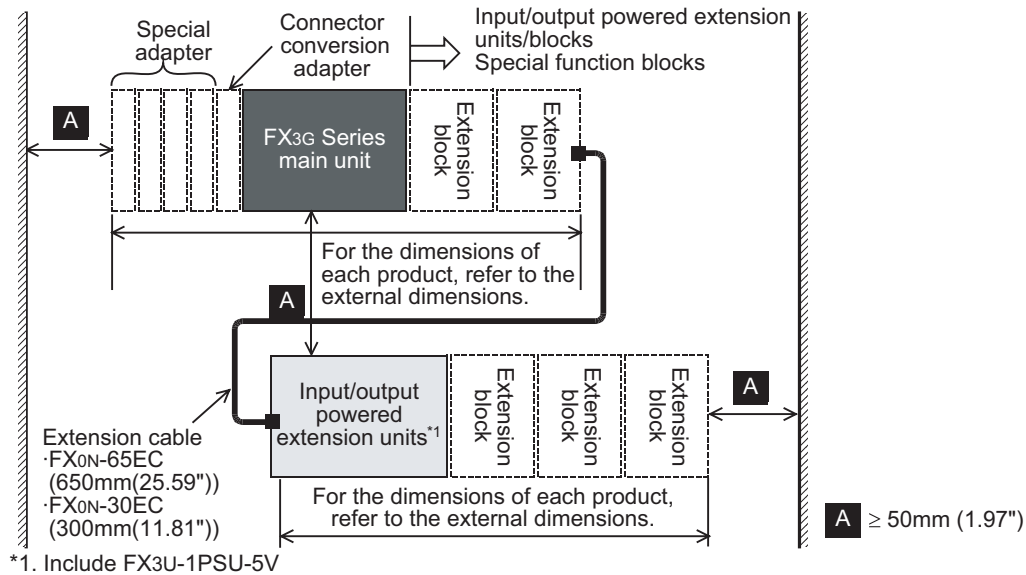 Special
adapter
Connector
conversion
adapter
Input/output powered extension
units/blocks
Special function blocks
A
FX3G Series
main unit
Extension
block
Extension
block
For the dimensions of
each product, refer to the
external dimensions.
A
Input/output
powered
extension units*1
Extension
block
Extension
block
Extension
block
A
Extension cable
·FX0N-65EC
(650mm(25.59"))
·FX0N-30EC
(300mm(11.81"))
For the dimensions of each product,
refer to the external dimensions.
A ≥ 50mm (1.97")
*1. Include FX3U-1PSU-5V